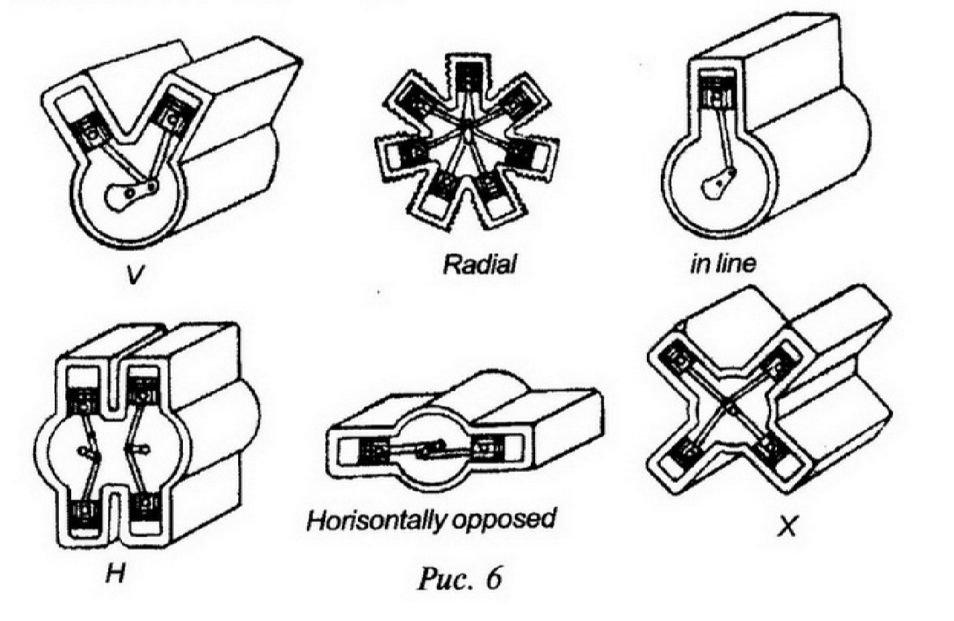 V
Radial
in line
H
Horisontally opposed
X
Рис. 6